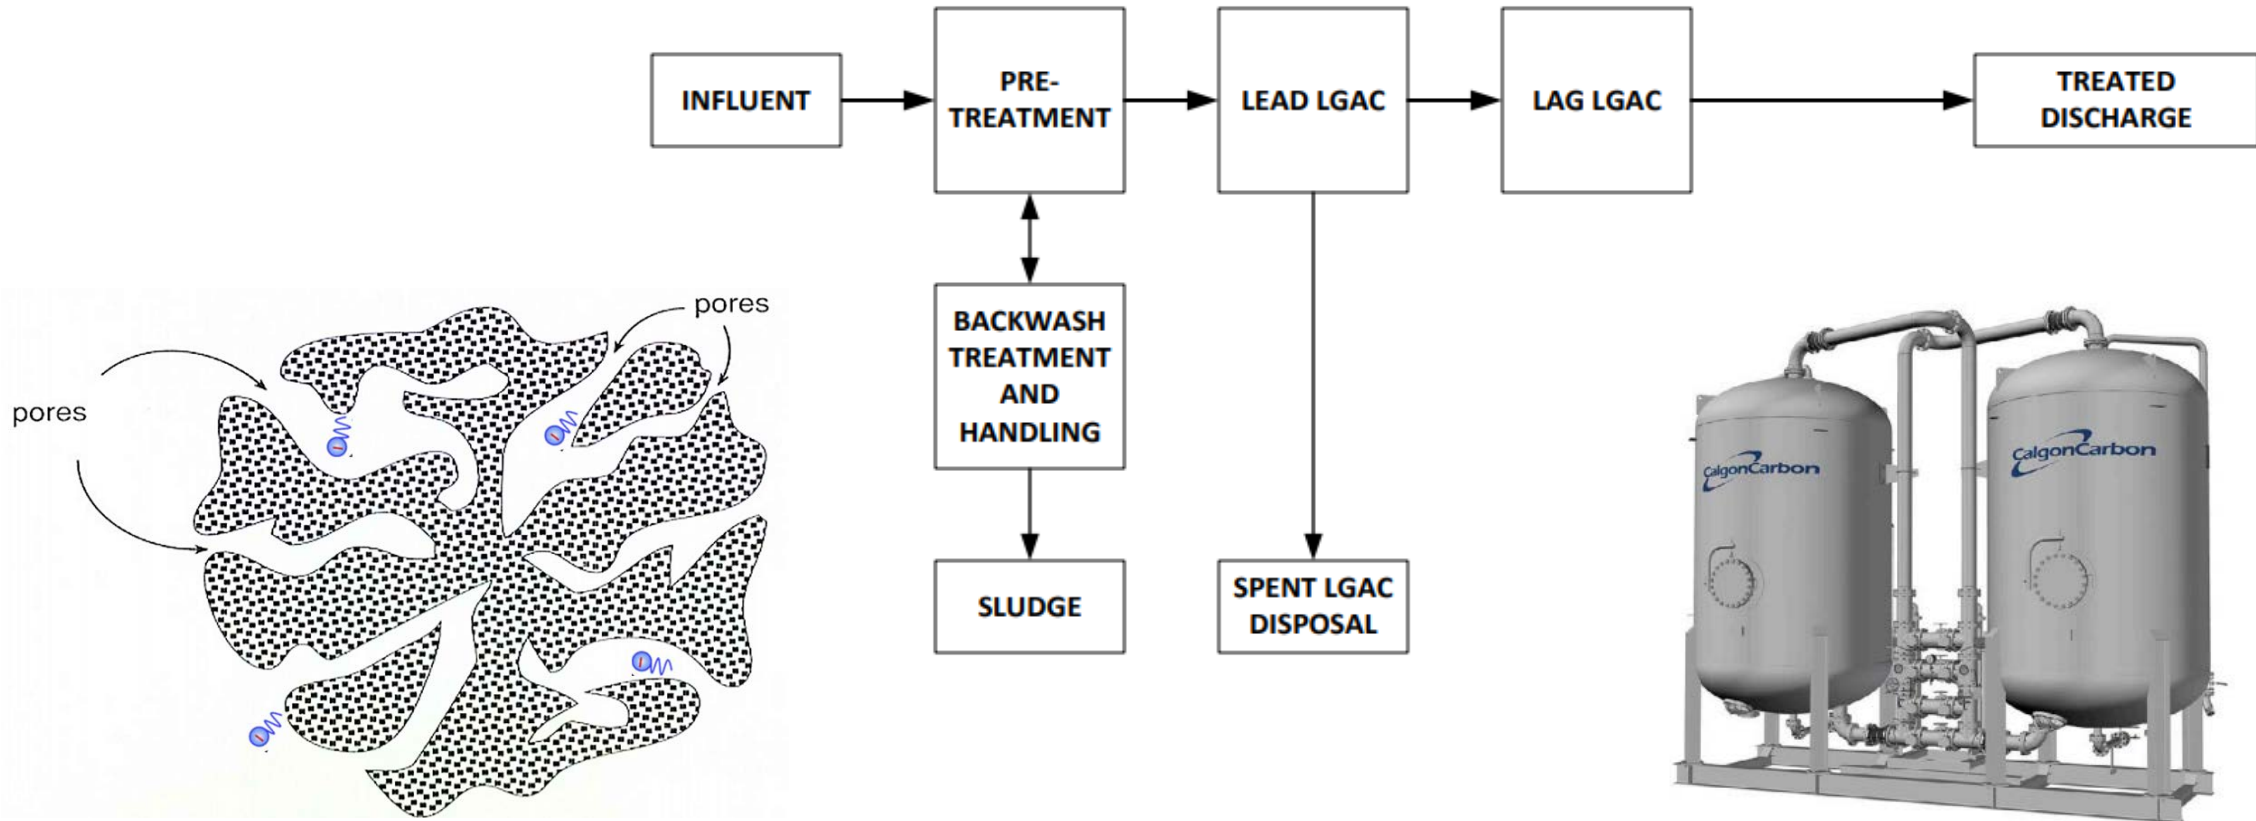 INFLUENT
PRE-
TREATMENT
LEAD LGAC
LAG LGAC
TREATED
DISCHARGE
BACKWASH
TREATMENT
AND
HANDLING
SLUDGE
SPENT LGAC
DISPOSAL
pores
pores
CalgonCarbon
CalgonCarbon